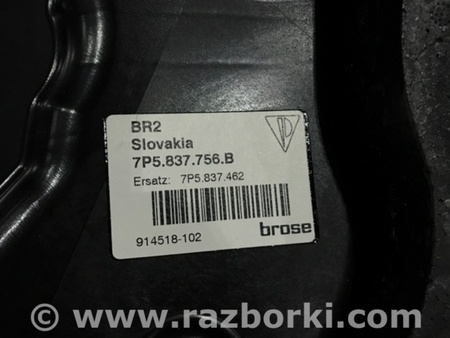 BR2
Slovakia
7P5.837.756.B
Ersatz: 7P5.837.462
914518-102
brose
© www.razborki.com